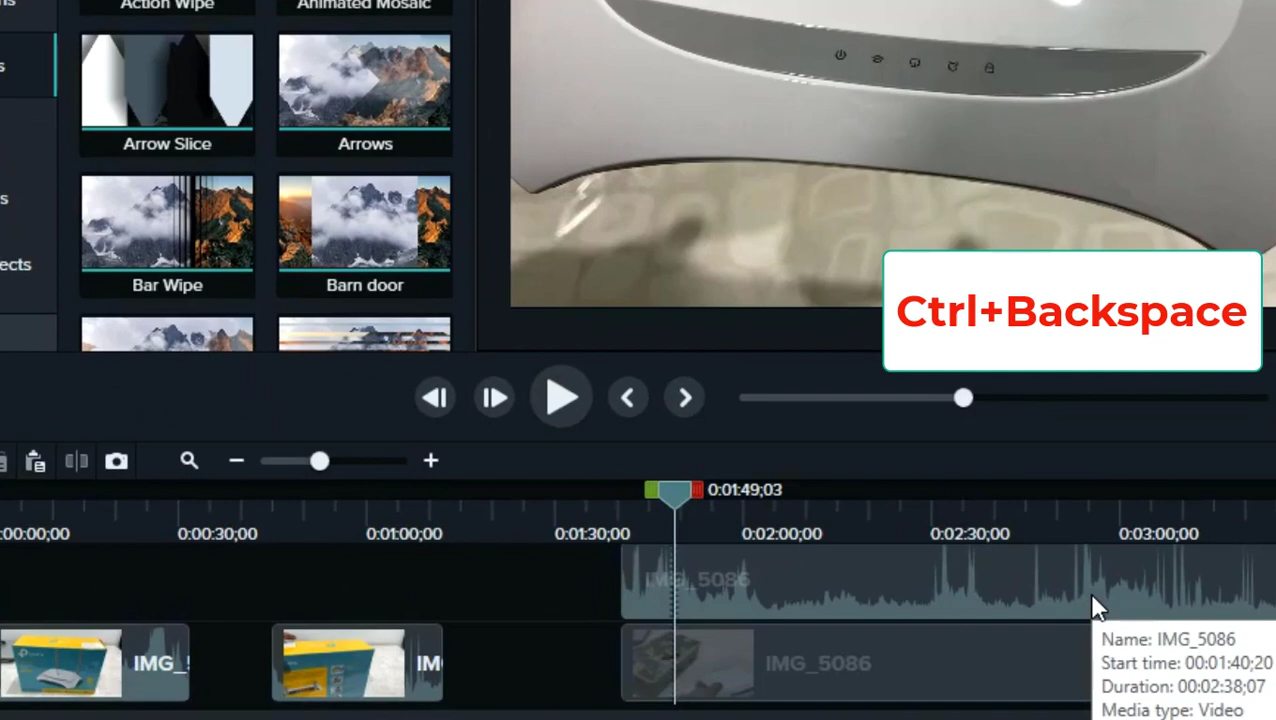 Action Wipe
Animated Mosaic
Arrow Slice
Arrows
Bar Wipe
Barn door
ects
Ctrl+Backspace
0:01:49;03
:00:00;00
0:00:30;00
0:01:00;00
0:01:30;00
0:02:00;00
0:02:30;00
0:03:00;00
IMG_5086
IMG_5
IM
IMG_5086
Name: IMG_5086
Start time: 00:01:40;20
Duration: 00:02:38;07
Media type: Video